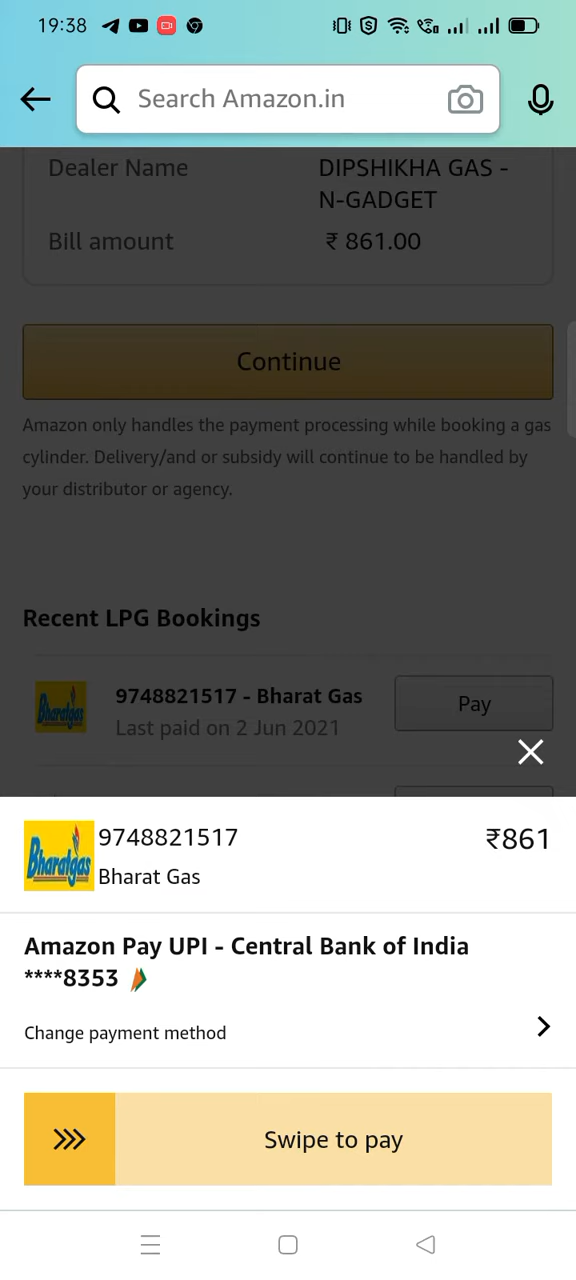 19:38
Search Amazon.in
Dealer Name
DIPSHIKHA GAS -
N-GADGET
Bill amount
₹ 861.00
Continue
Amazon only handles the payment processing while booking a gas
cylinder. Delivery/and or subsidy will continue to be handled by
your distributor or agency.
Recent LPG Bookings
Bharatgas
9748821517 - Bharat Gas
Last paid on 2 Jun 2021
Pay
Bharatgas
9748821517
Bharat Gas
₹861
Amazon Pay UPI - Central Bank of India
****8353
Change payment method
Swipe to pay